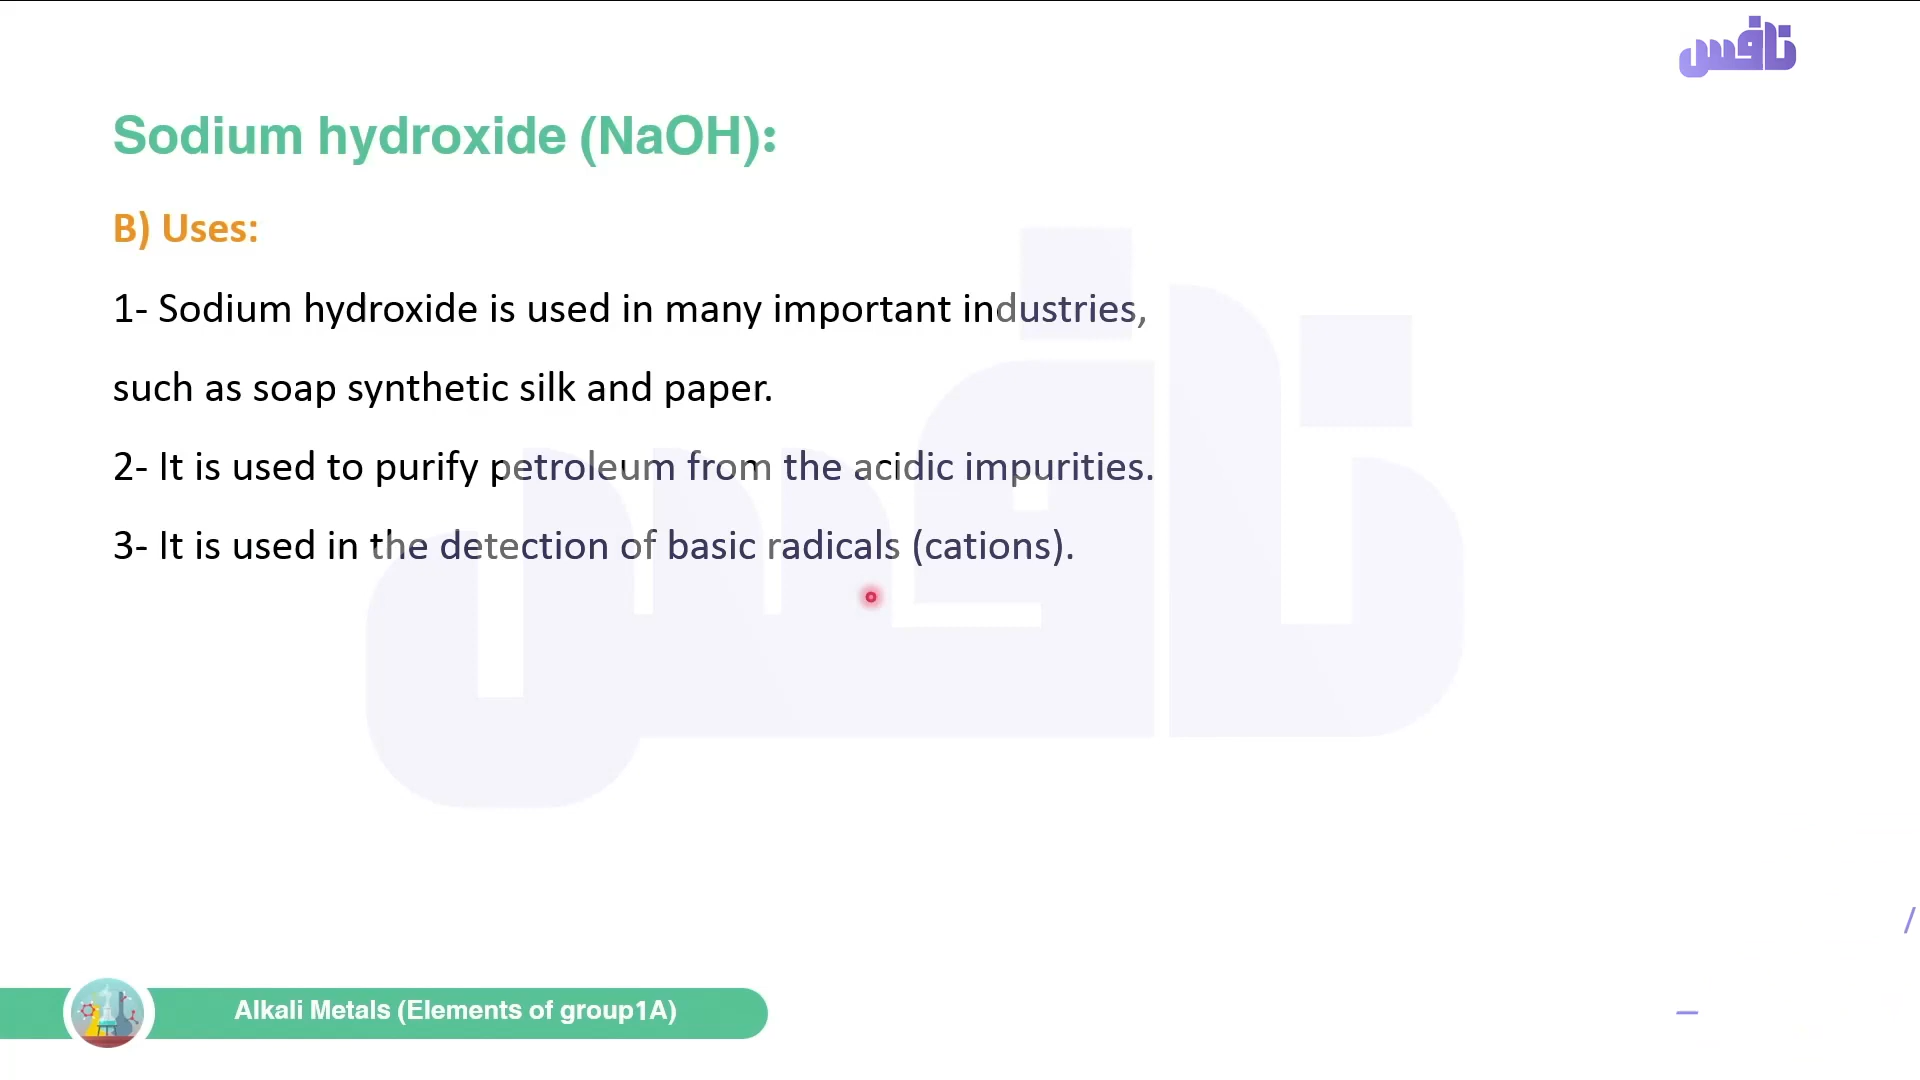 نافس
Sodium hydroxide (NaOH):
B) Uses:
1- Sodium hydroxide is used in many important industries,
such as soap synthetic silk and paper.
2- It is used to purify petroleum from the acidic impurities.
3- It is used in the detection of basic radicals (cations).
نافس
Alkali Metals (Elements of group1A)